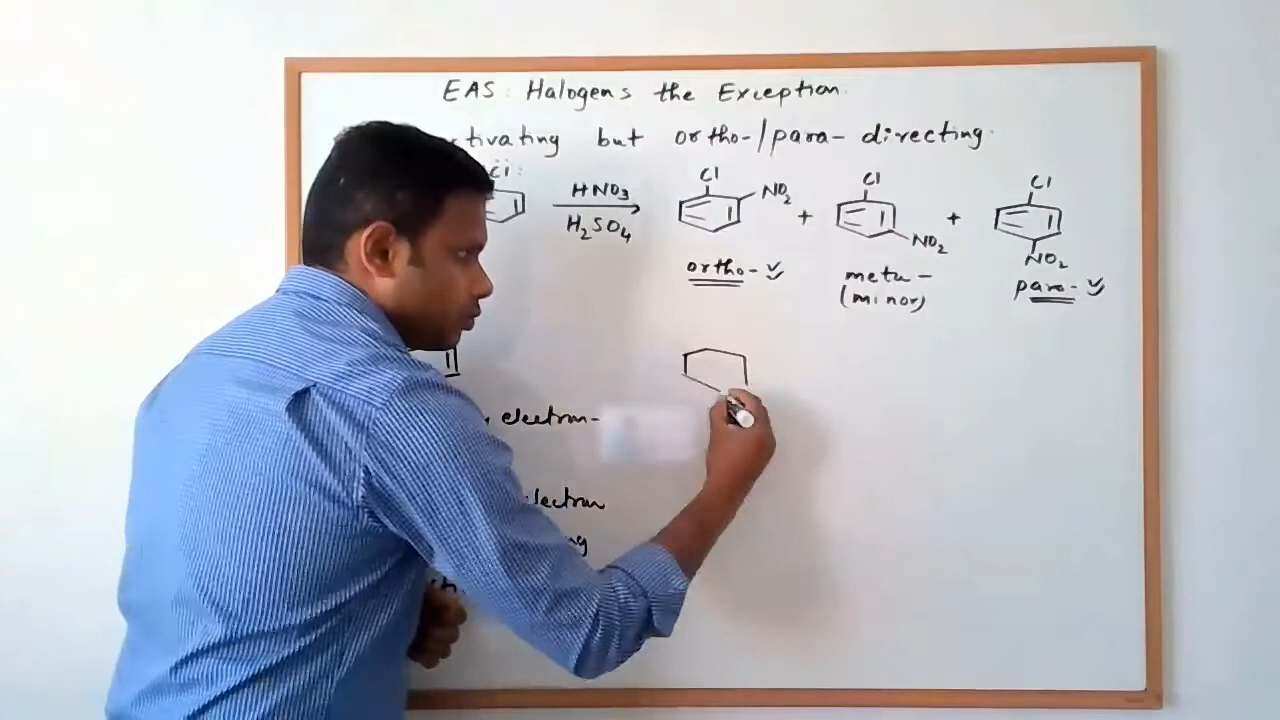 EAS: Halogens the Exception.
but ortho-/para- directing.
Cl: HNO3 Cl NO2 Cl Cl
H2SO4 + NO2 + NO2
ortho- meta- para-
(minor)
electron-
electron